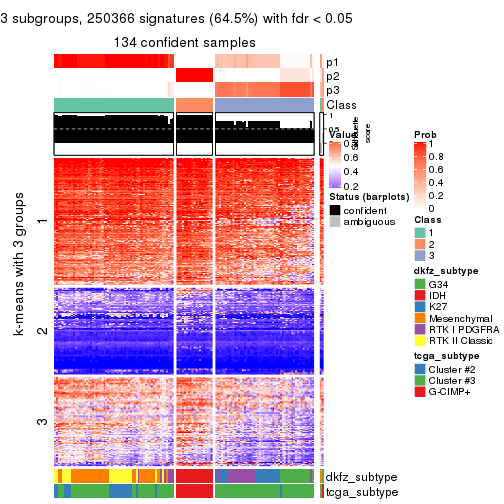 3 subgroups, 250366 signatures (64.5%) with fdr < 0.05
134 confident samples
p1
p2
p3
Class
1
0.5
0
Silhouette
score
k-means with 3 groups
1
2
3
dkfz_subtype
tcga_subtype
Value
0.8
0.6
0.4
0.2
Status (barplots)
confident
ambiguous
Prob
1
0.8
0.6
0.4
0.2
0
Class
1
2
3
dkfz_subtype
G34
IDH
K27
Mesenchymal
RTK I PDGFRA
RTK II Classic
tcga_subtype
Cluster #2
Cluster #3
G-CIMP+